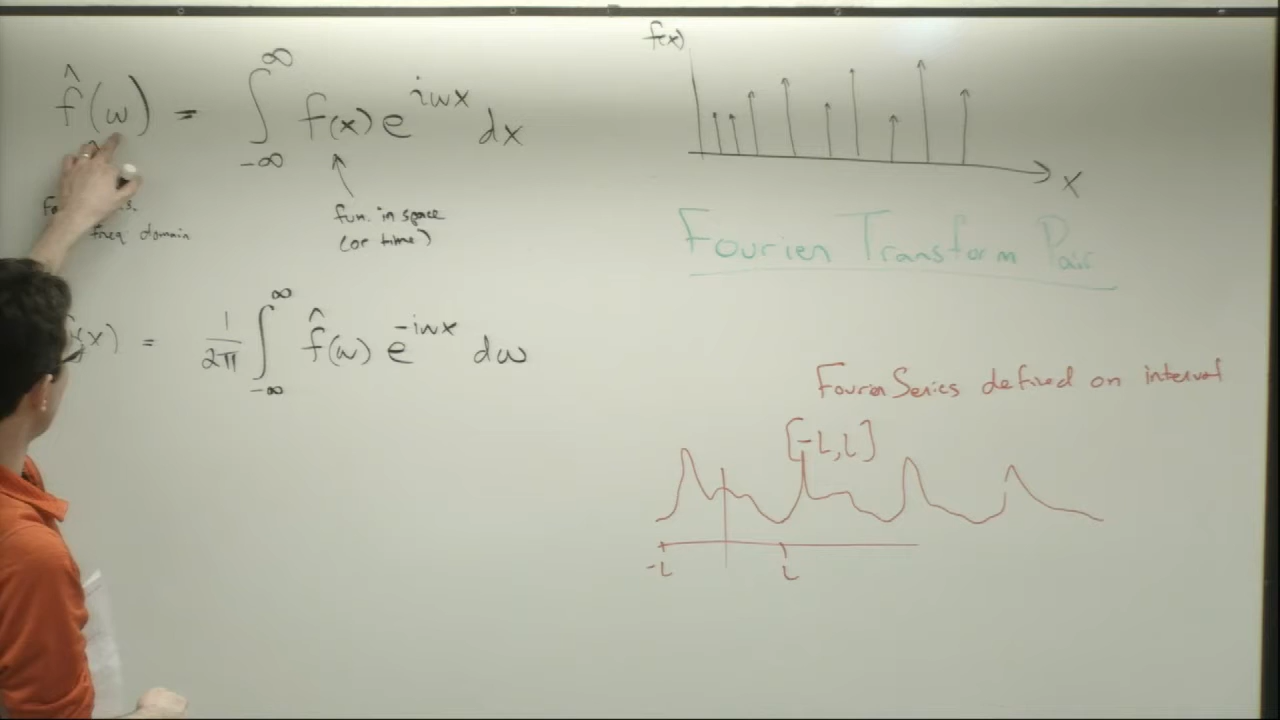 f̂(ω) = ∫_{-∞}^{∞} f(x) e^{iωx} dx
fun. in space
(or time)
freq domain
(x) = 1/2π ∫_{-∞}^{∞} f̂(ω) e^{-iωx} dω
f(x)
x
Fourier Transform Pair
Fourier Series defined on interval
[-L, L]
-L
L